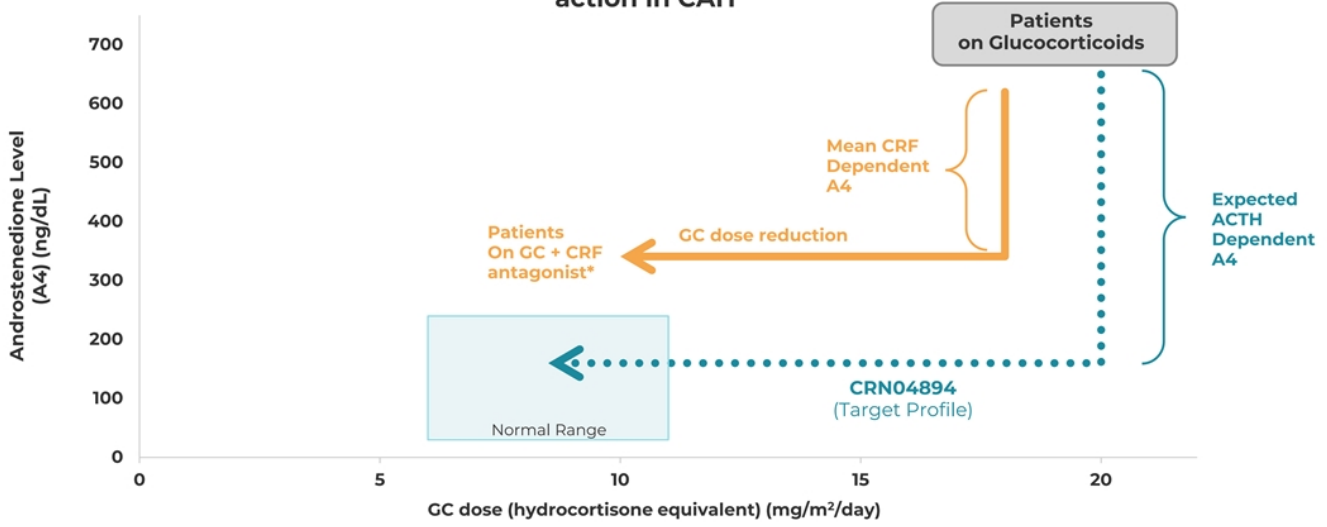 Patients
on Glucocorticoids
Androstenedione Level
(A4) (ng/dL)
700
600
500
400
300
200
100
0
Mean CRF
Dependent
A4
Patients
On GC + CRF
antagonist*
GC dose reduction
Expected
ACTH
Dependent
A4
CRN04894
(Target Profile)
Normal Range
0
5
10
15
20
GC dose (hydrocortisone equivalent) (mg/m²/day)